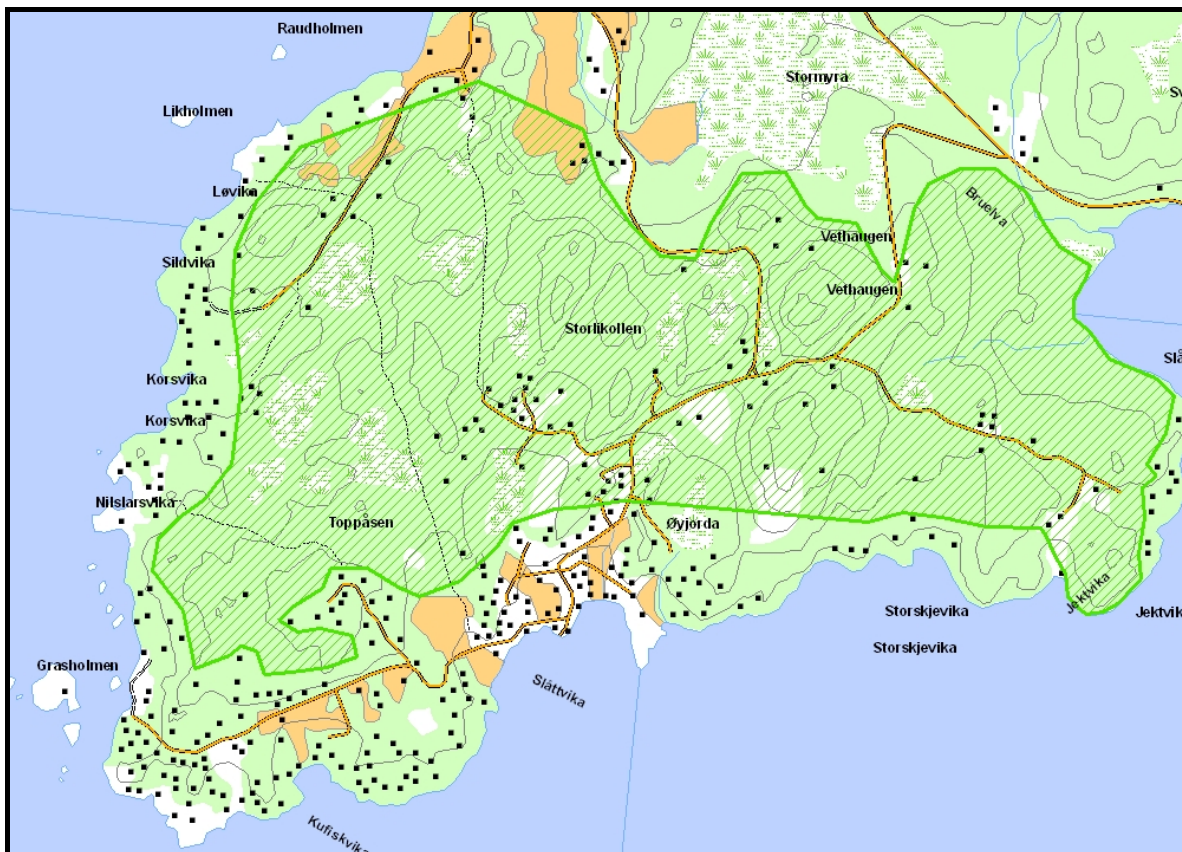 Raudholmen
Stormyra
Likholmen
Løvika
Bruelva
Vethaugen
Sildvika
Vethaugen
Storlikollen
Korsvika
Korsvika
Nilslarsvika
Toppåsen
Øyjorda
Jektvika
Storskjevika
Storskjevika
Grasholmen
Slåttvika
Kufiskvika